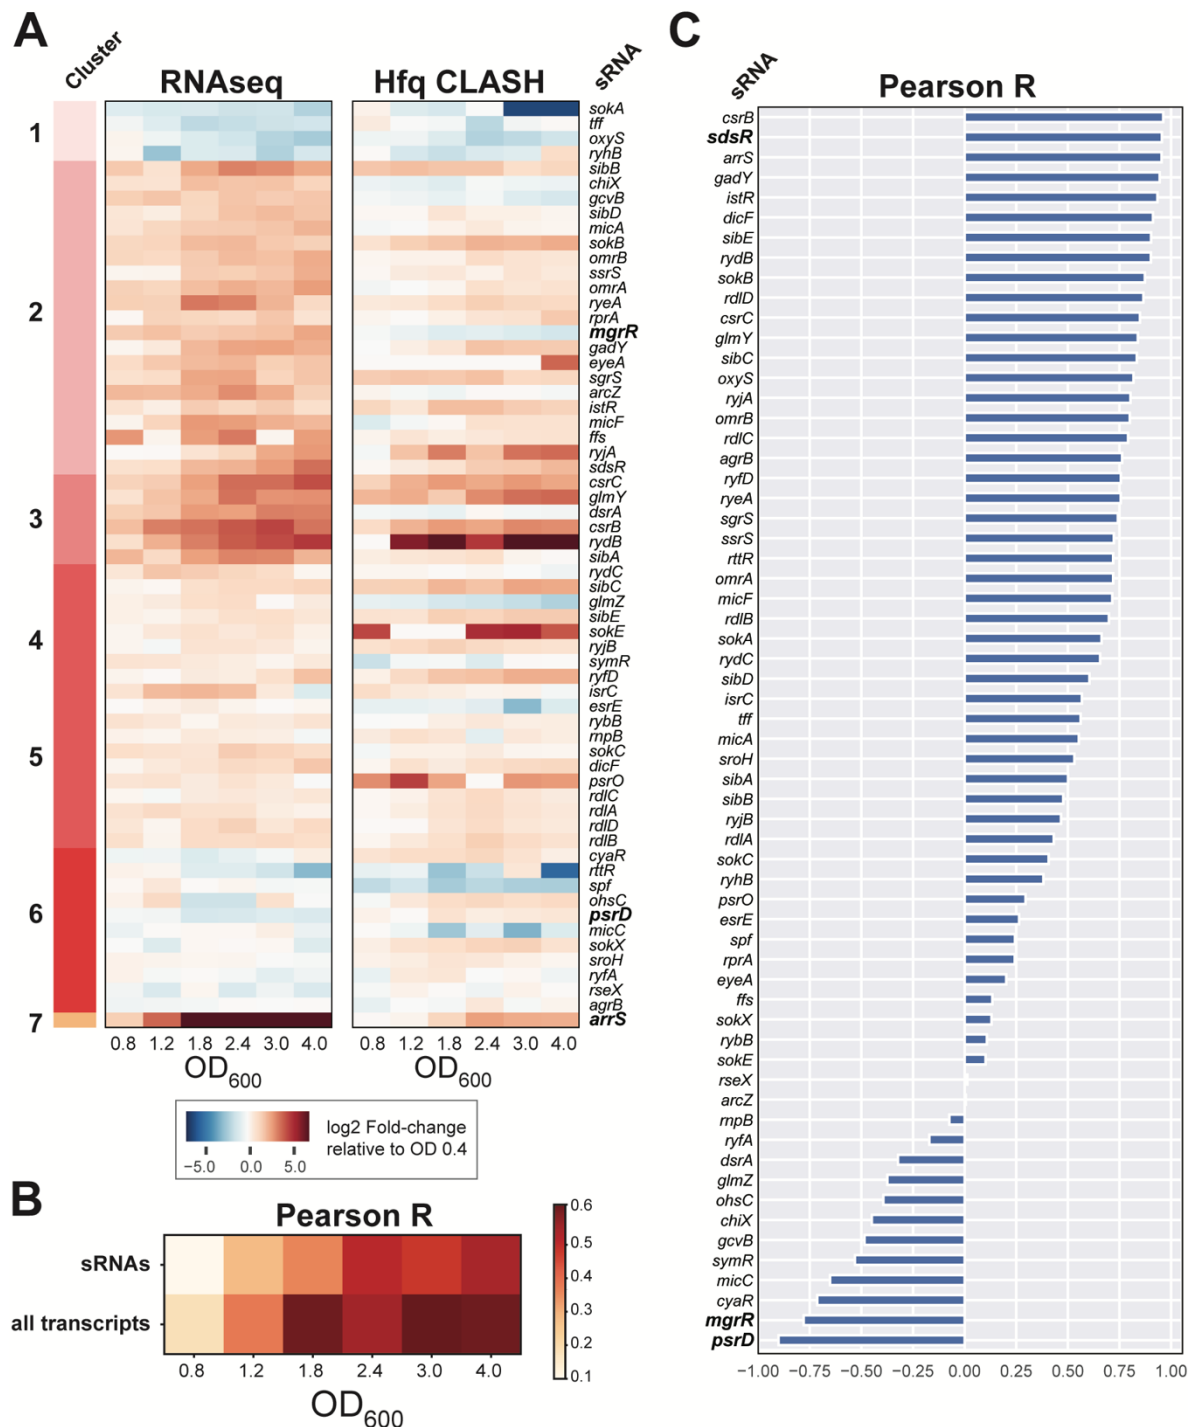 A
Cluster
RNAseq
Hfq CLASH
sRNA
1
2
3
4
5
6
7
sokA
tff
oxyS
ryhB
sibB
chiX
gcvB
sibD
micA
sokB
omrB
ssrS
omrA
ryeA
rprA
mgrR
gadY
eyeA
sgrS
arcZ
istR
micF
ffs
ryjA
sdsR
csrC
glmY
dsrA
csrB
rydB
sibA
rydC
sibC
glmZ
sibE
sokE
ryjB
symR
ryfD
isrC
esrE
rybB
rnpB
sokC
dicF
psrO
rdlC
rdlA
rdlD
rdlB
cyaR
rttR
spf
ohsC
psrD
micC
sokX
sroH
ryfA
rseX
agrB
arrS
0.8 1.2 1.8 2.4 3.0 4.0
0.8 1.2 1.8 2.4 3.0 4.0
OD600
OD600
−5.0 0.0 5.0
log2 Fold-change
relative to OD 0.4
B
Pearson R
sRNAs
all transcripts
0.8 1.2 1.8 2.4 3.0 4.0
OD600
0.6
0.5
0.4
0.3
0.2
0.1
C
sRNA
Pearson R
csrB
sdsR
arrS
gadY
istR
dicF
sibE
rydB
sokB
rdlD
csrC
glmY
sibC
oxyS
ryjA
omrB
rdlC
agrB
ryfD
ryeA
sgrS
ssrS
rttR
omrA
micF
rdlB
sokA
rydC
sibD
isrC
tff
micA
sroH
sibA
sibB
ryjB
rdlA
sokC
ryhB
psrO
esrE
spf
rprA
eyeA
ffs
sokX
rybB
sokE
rseX
arcZ
rnpB
ryfA
dsrA
glmZ
ohsC
chiX
gcvB
symR
micC
cyaR
mgrR
psrD
−1.00 −0.75 −0.50 −0.25 0.00 0.25 0.50 0.75 1.00